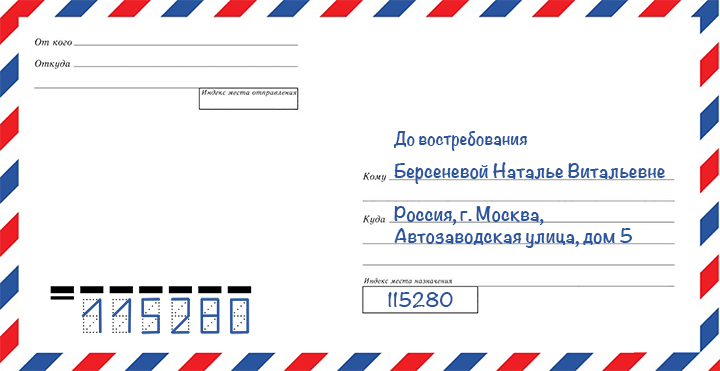 От кого
Откуда
Индекс места отправления
До востребования
Кому Берсеневой Наталье Витальевне
Куда Россия, г. Москва,
Автозаводская улица, дом 5
Индекс места назначения
115280
115280